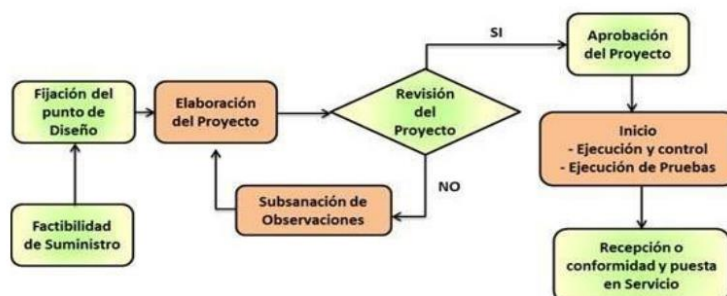 Factibilidad
de Suministro
Fijación del
punto de
Diseño
Elaboración
del Proyecto
Revisión
del
Proyecto
SI
NO
Subsanación de
Observaciones
Aprobación
del Proyecto
Inicio
- Ejecución y control
- Ejecución de Pruebas
Recepción o
conformidad y puesta
en Servicio